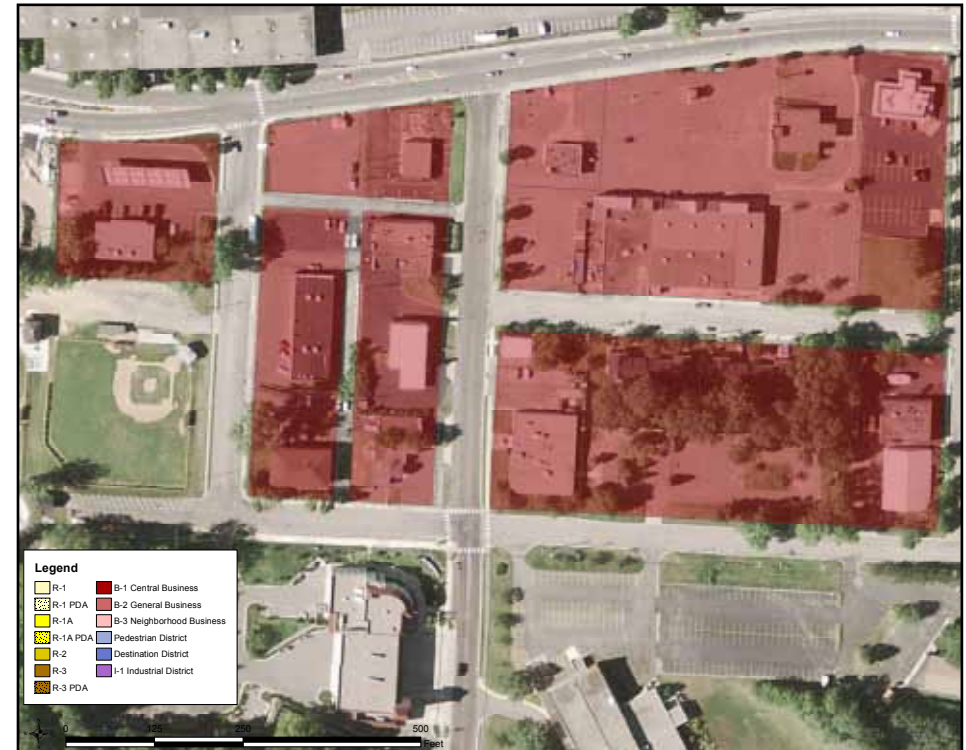 Legend
R-1
R-1 PDA
R-1A
R-1A PDA
R-2
R-3
R-3 PDA
B-1 Central Business
B-2 General Business
B-3 Neighborhood Business
Pedestrian District
Destination District
I-1 Industrial District
0 125 250 500
Feet